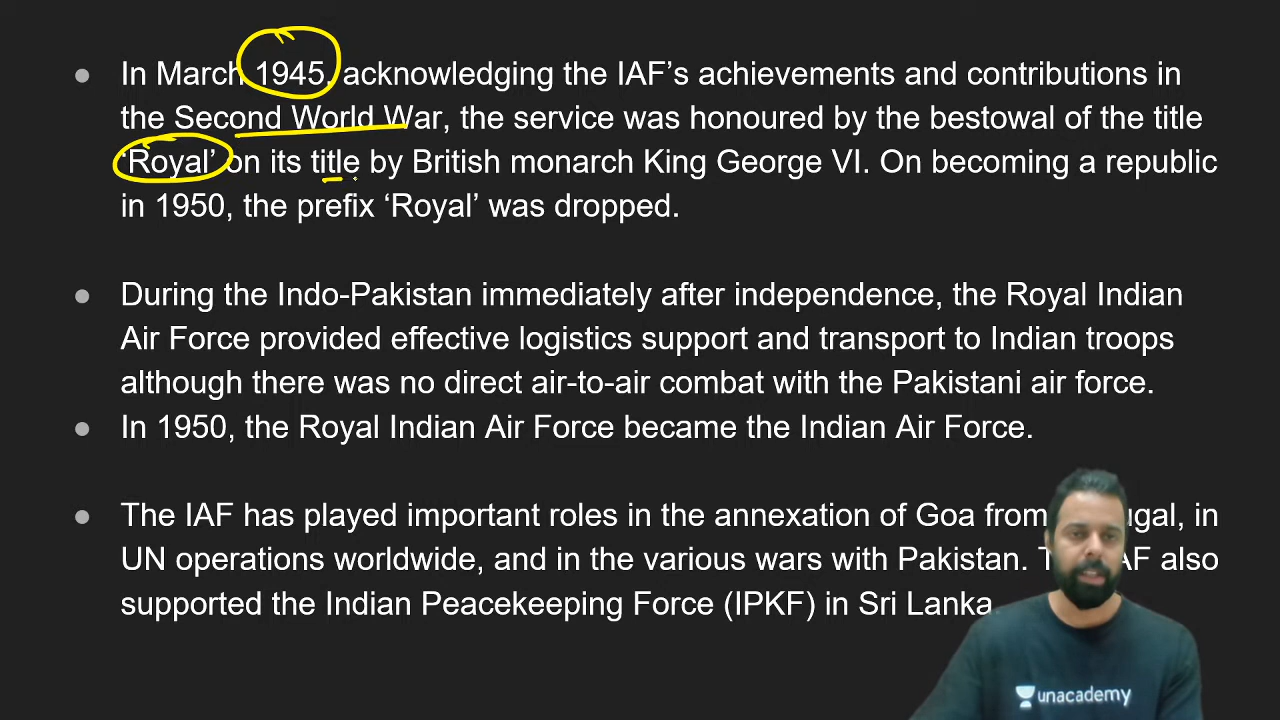 In March 1945, acknowledging the IAF's achievements and contributions in
the Second World War, the service was honoured by the bestowal of the title
‘Royal’ on its title by British monarch King George VI. On becoming a republic
in 1950, the prefix ‘Royal’ was dropped.
During the Indo-Pakistan immediately after independence, the Royal Indian
Air Force provided effective logistics support and transport to Indian troops
although there was no direct air-to-air combat with the Pakistani air force.
In 1950, the Royal Indian Air Force became the Indian Air Force.
The IAF has played important roles in the annexation of Goa from ugal, in
UN operations worldwide, and in the various wars with Pakistan. T AF also
supported the Indian Peacekeeping Force (IPKF) in Sri Lanka.
unacademy